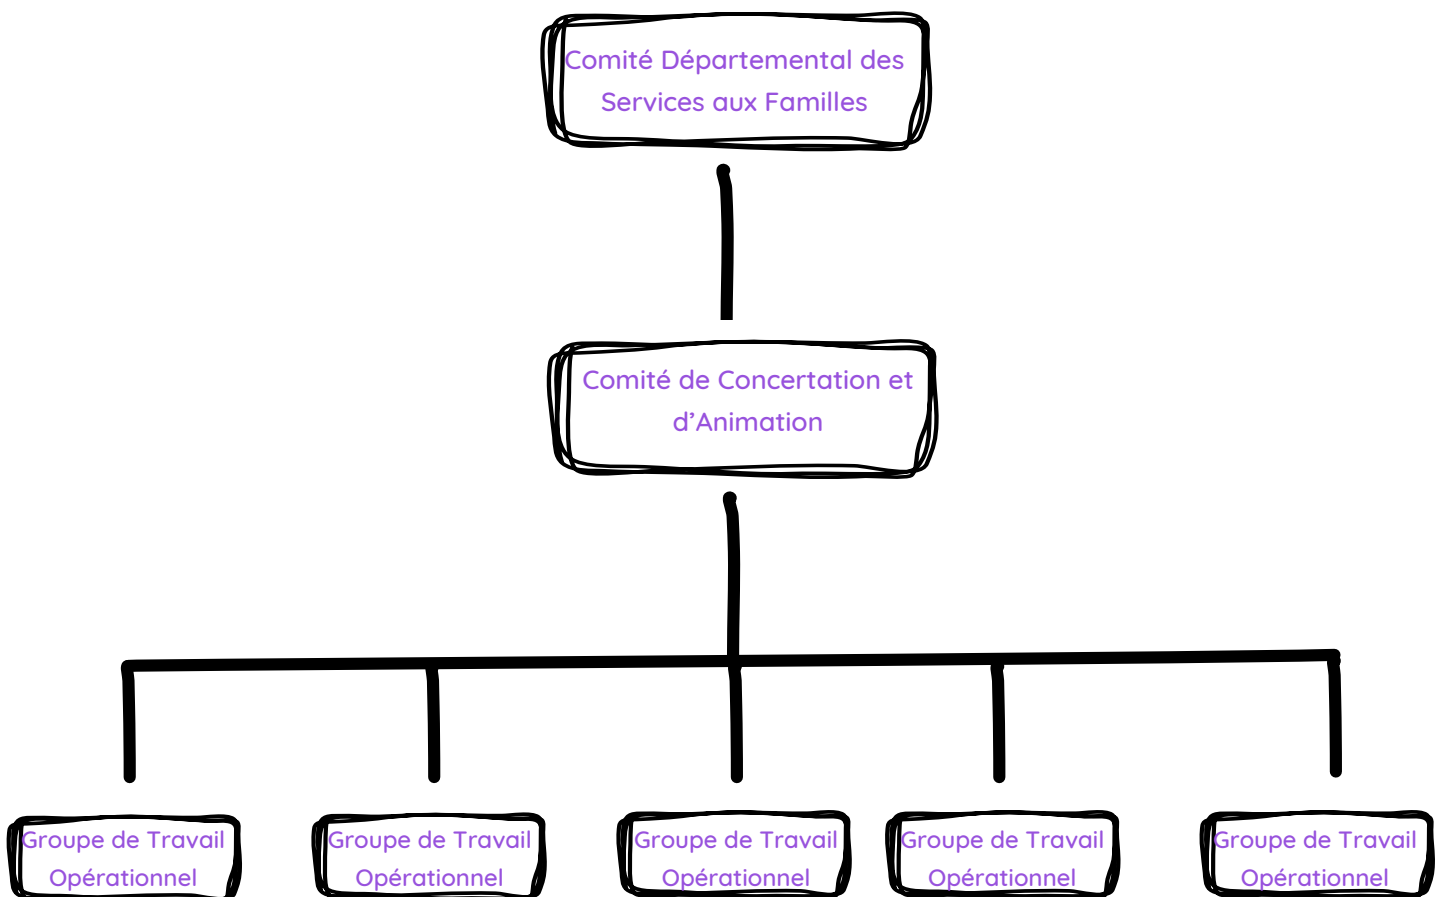 Comité Départemental des
Services aux Familles
Comité de Concertation et
d’Animation
Groupe de Travail
Opérationnel
Groupe de Travail
Opérationnel
Groupe de Travail
Opérationnel
Groupe de Travail
Opérationnel
Groupe de Travail
Opérationnel